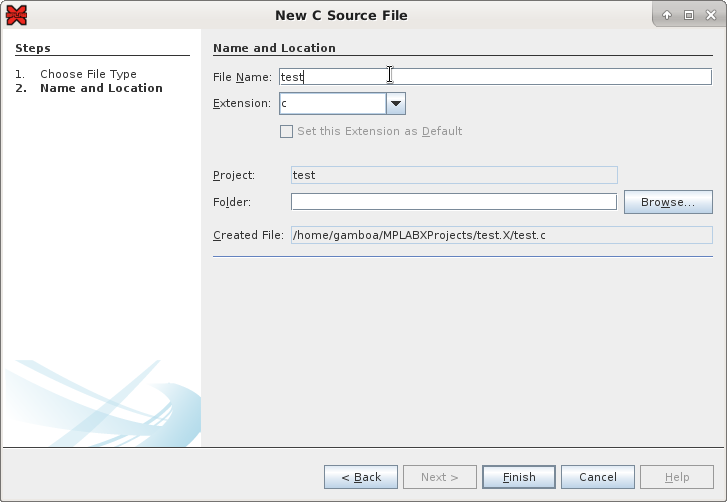 New C Source File
Steps
1. Choose File Type
2. Name and Location
Name and Location
File Name: test
Extension: c
Set this Extension as Default
Project: test
Folder:
Browse...
Created File: /home/gamboa/MPLABXProjects/test.X/test.c
< Back
Next >
Finish
Cancel
Help